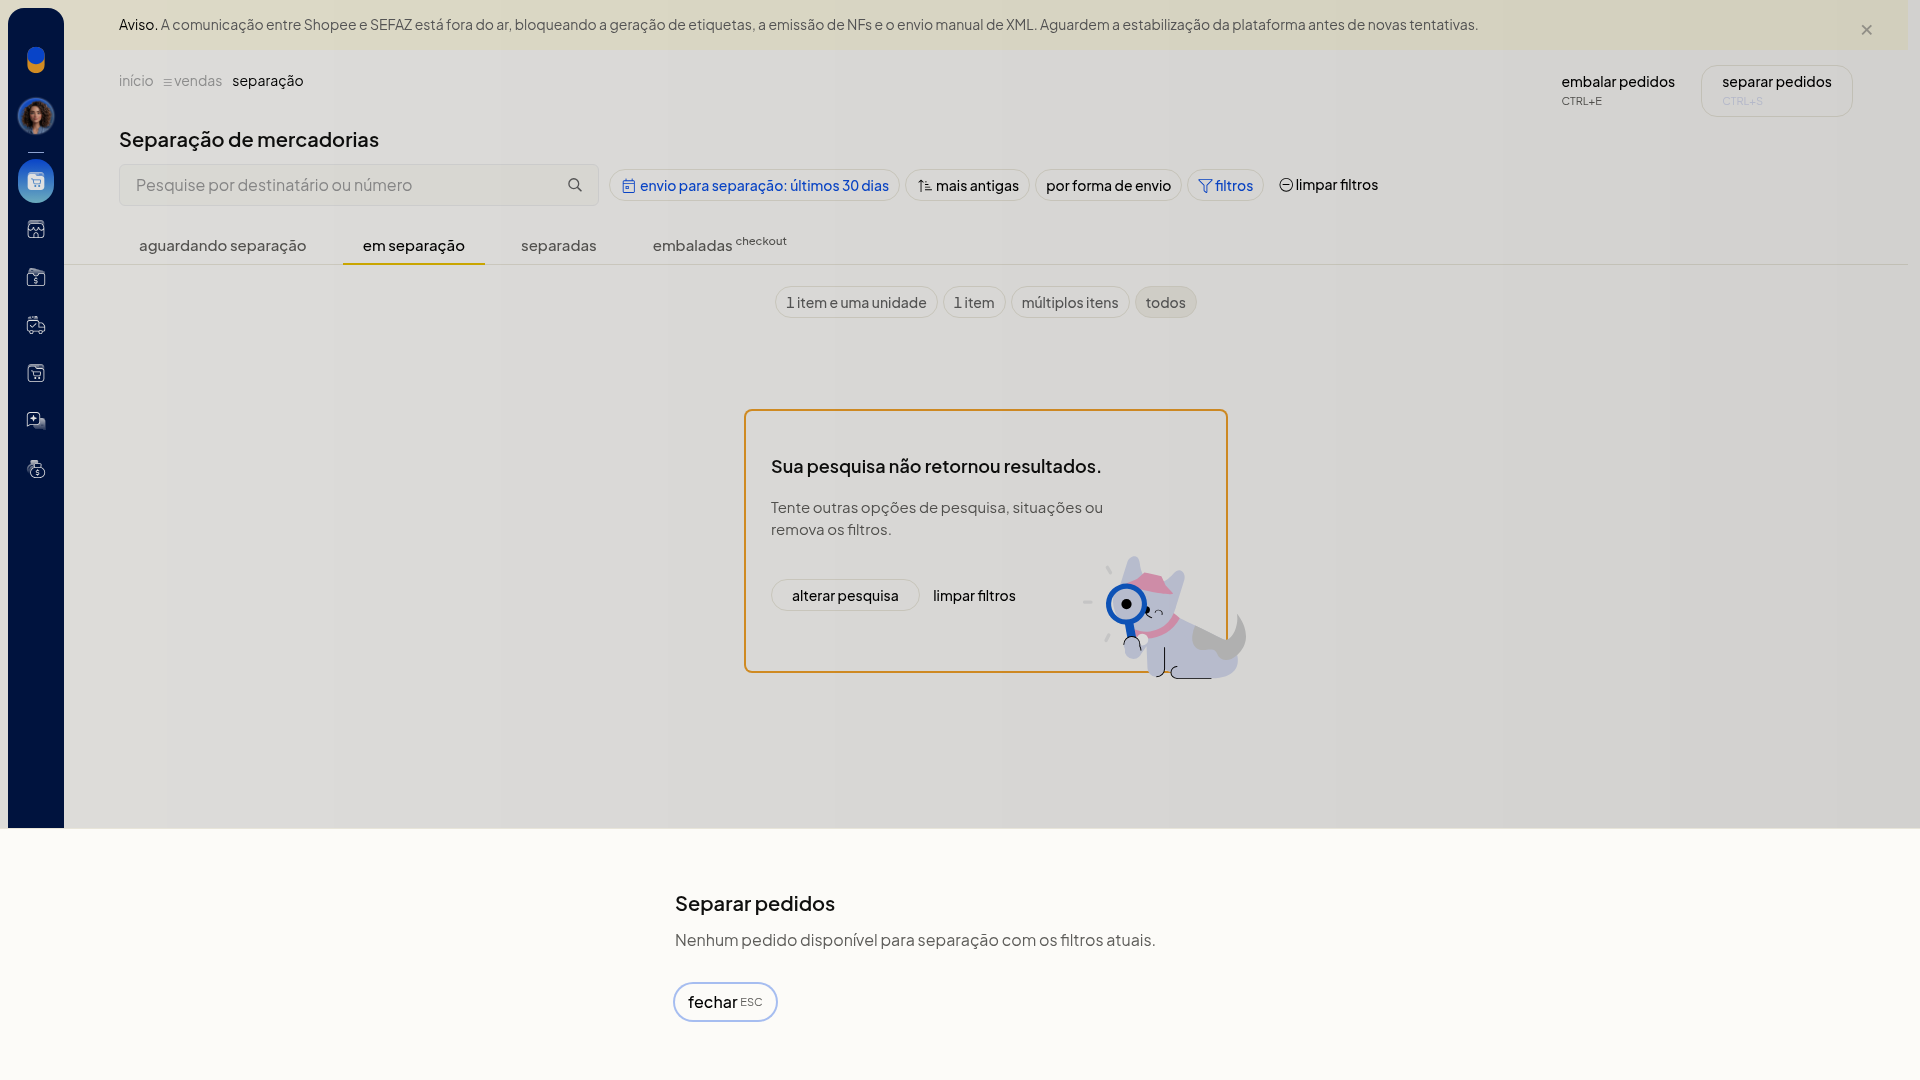 Aviso. A comunicação entre Shopee e SEFAZ está fora do ar, bloqueando a geração de etiquetas, a emissão de NFs e o envio manual de XML. Aguardem a estabilização da plataforma antes de novas tentativas.
início vendas separação
embalar pedidos
CTRL+E
separar pedidos
CTRL+S
Separação de mercadorias
Pesquise por destinatário ou número
envio para separação: últimos 30 dias
mais antigas
por forma de envio
filtros
limpar filtros
aguardando separação
em separação
separadas
embaladas checkout
1 item e uma unidade
1 item
múltiplos itens
todos
Sua pesquisa não retornou resultados.
Tente outras opções de pesquisa, situações ou
remova os filtros.
alterar pesquisa
limpar filtros
Separar pedidos
Nenhum pedido disponível para separação com os filtros atuais.
fechar ESC